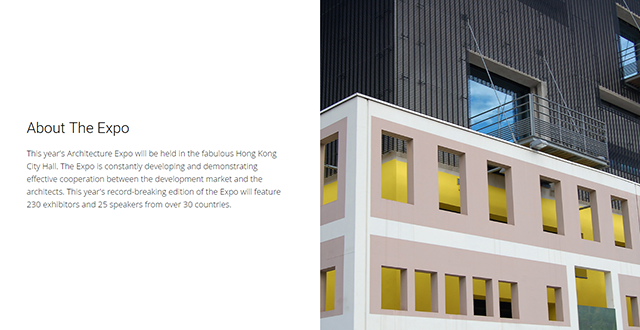 About The Expo
This year's Architecture Expo will be held in the fabulous Hong Kong
City Hall. The Expo is constantly developing and demonstrating
effective cooperation between the development market and the
architects. This year's record-breaking edition of the Expo will feature
230 exhibitors and 25 speakers from over 30 countries.